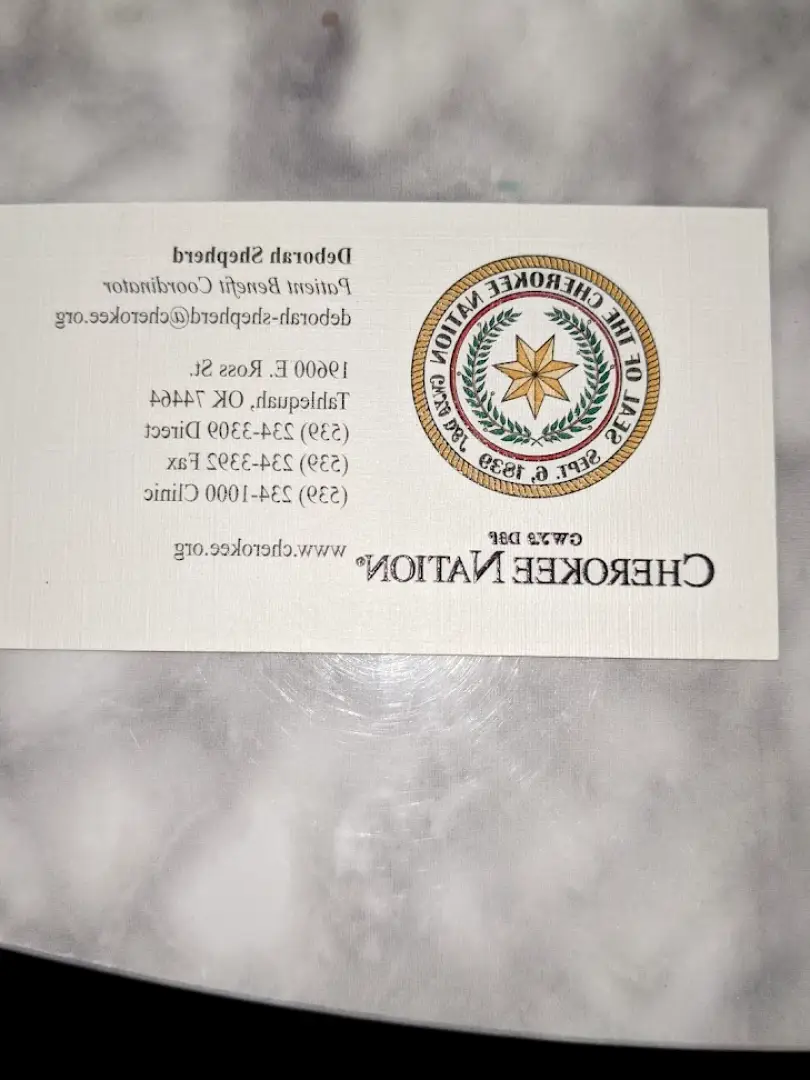 SEAL OF THE CHEROKEE NATION
SEPT. 6, 1839
ᏣᎳᎩ ᎠᏰᎵ
CHEROKEE NATION®
Deborah Shepherd
Patient Benefit Coordinator
deborah-shepherd@cherokee.org
19600 E. Ross St.
Tahlequah, OK 74464
(539) 234-3309 Direct
(539) 234-3392 Fax
(539) 234-1000 Clinic
www.cherokee.org